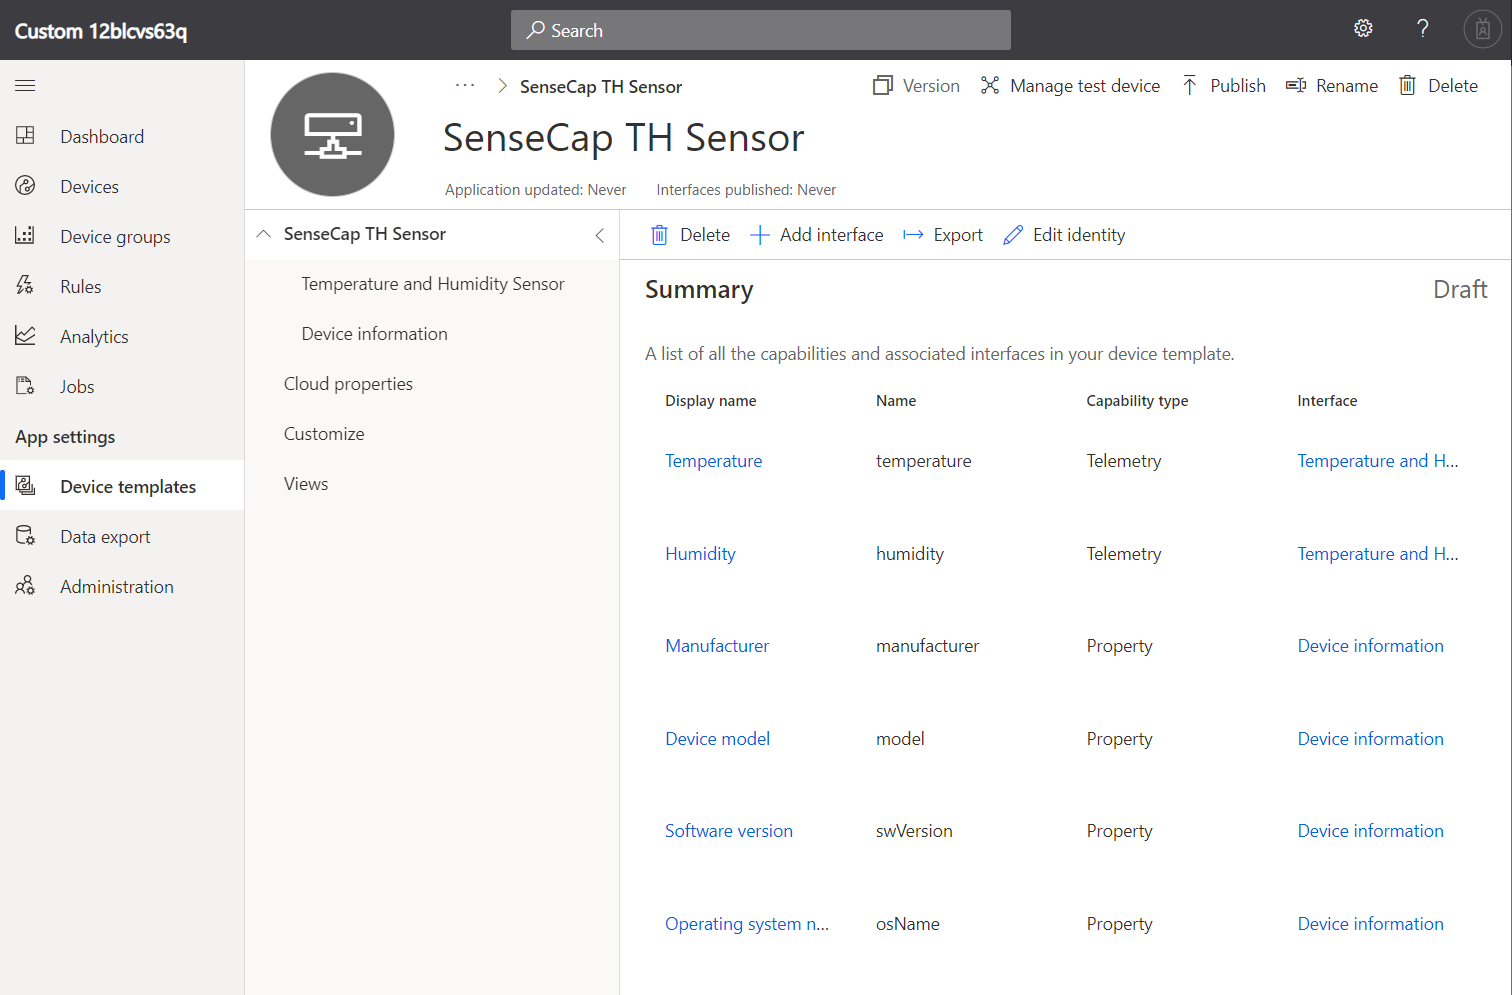 Custom 12blcvs63q
Search
?
Dashboard
Devices
Device groups
Rules
Analytics
Jobs
App settings
Device templates
Data export
Administration
··· > SenseCap TH Sensor
Version
Manage test device
Publish
Rename
Delete
SenseCap TH Sensor
Application updated: Never
Interfaces published: Never
SenseCap TH Sensor
Temperature and Humidity Sensor
Device information
Cloud properties
Customize
Views
Delete
Add interface
Export
Edit identity
Summary
Draft
A list of all the capabilities and associated interfaces in your device template.
Display name Name Capability type Interface
Temperature temperature Telemetry Temperature and H...
Humidity humidity Telemetry Temperature and H...
Manufacturer manufacturer Property Device information
Device model model Property Device information
Software version swVersion Property Device information
Operating system n... osName Property Device information